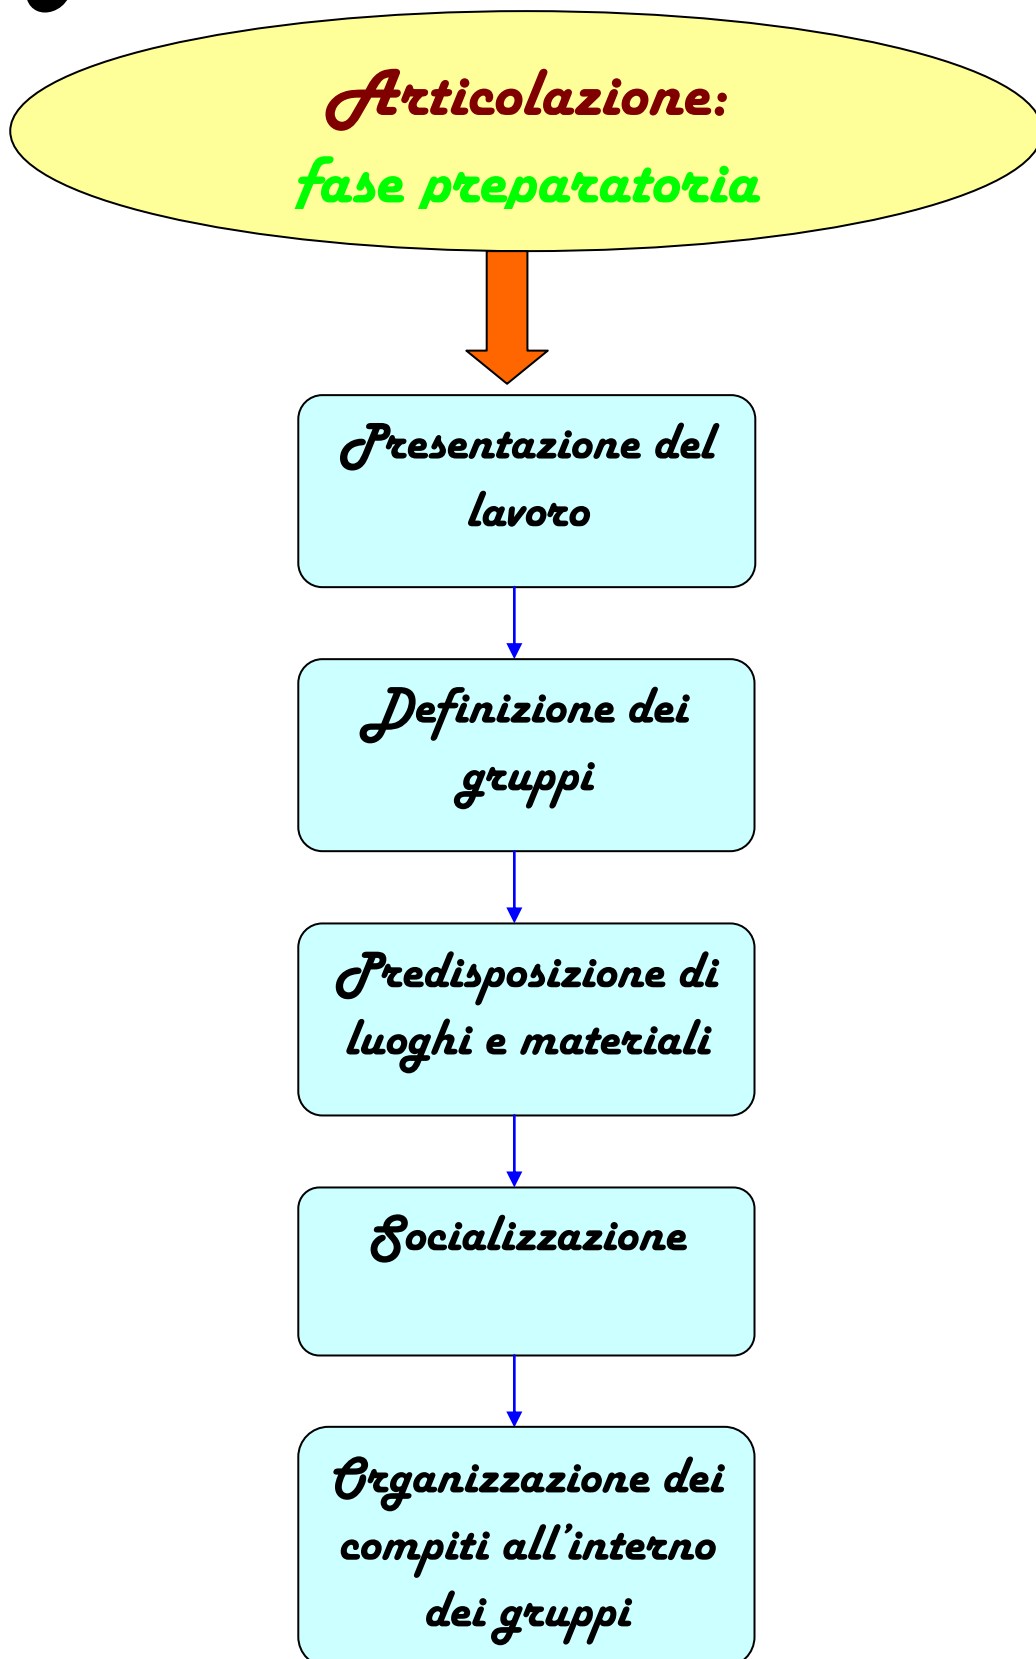 Articolazione:
fase preparatoria
Presentazione del
lavoro
Definizione dei
gruppi
Predisposizione di
luoghi e materiali
Socializzazione
Organizzazione dei
compiti all'interno
dei gruppi